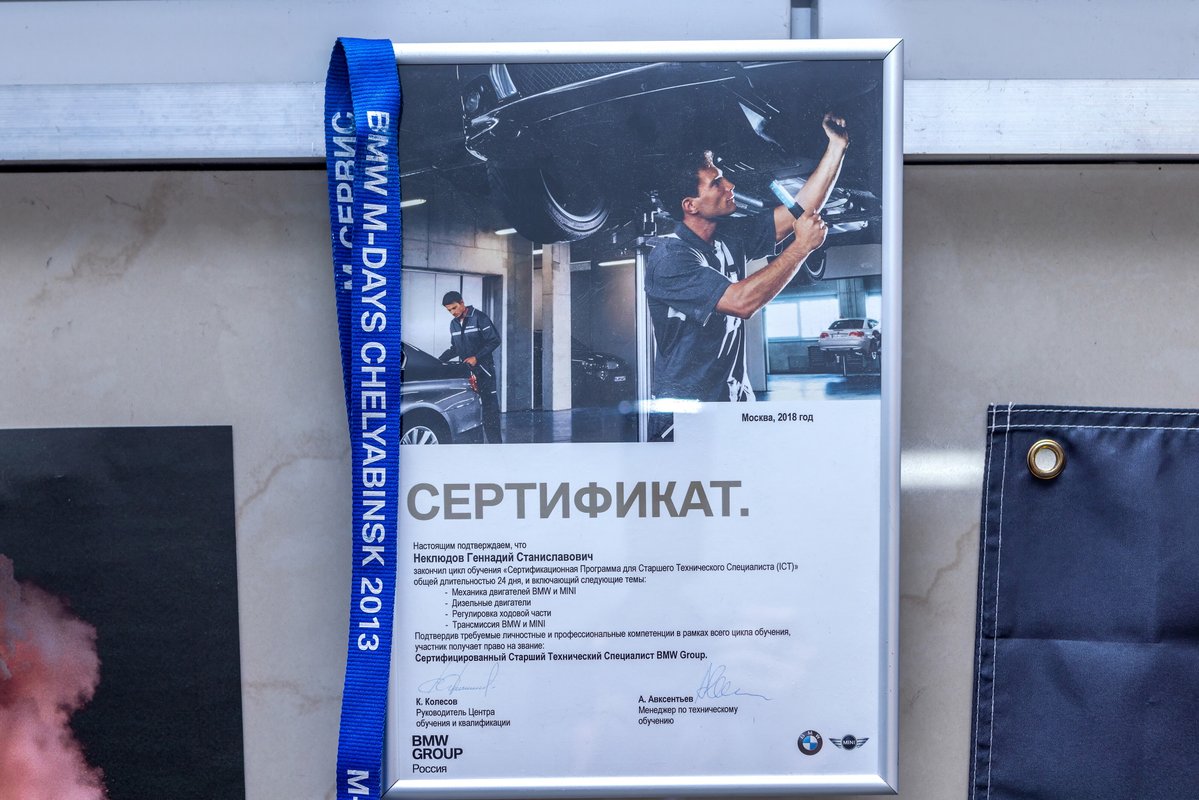 BMW M-DAYS CHELYABINSK 2013
М СЕРВИС
M-
Москва, 2018 год
СЕРТИФИКАТ.
Настоящим подтверждаем, что
Неклюдов Геннадий Станиславович
закончил цикл обучения «Сертификационная Программа для Старшего Технического Специалиста (ICT)»
общей длительностью 24 дня, и включающий следующие темы:
- Механика двигателей BMW и MINI
- Дизельные двигатели
- Регулировка ходовой части
- Трансмиссия BMW и MINI
Подтвердив требуемые личностные и профессиональные компетенции в рамках всего цикла обучения,
участник получает право на звание:
Сертифицированный Старший Технический Специалист BMW Group.
К. Колесов
Руководитель Центра
обучения и квалификации
А. Авксентьев
Менеджер по техническому
обучению
BMW
GROUP
Россия
BMW
MINI